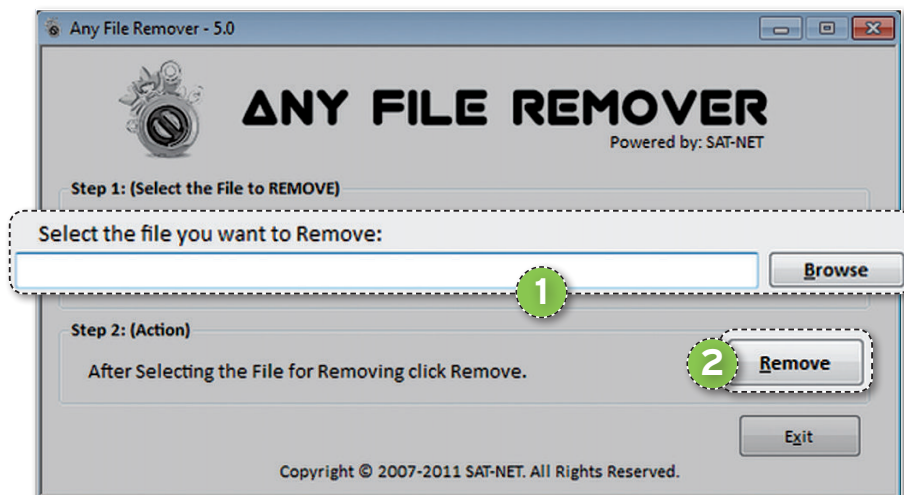 Any File Remover - 5.0
ANY FILE REMOVER
Powered by: SAT-NET
Step 1: (Select the File to REMOVE)
Select the file you want to Remove:
Browse
1
Step 2: (Action)
After Selecting the File for Removing click Remove.
2
Remove
Exit
Copyright © 2007-2011 SAT-NET. All Rights Reserved.